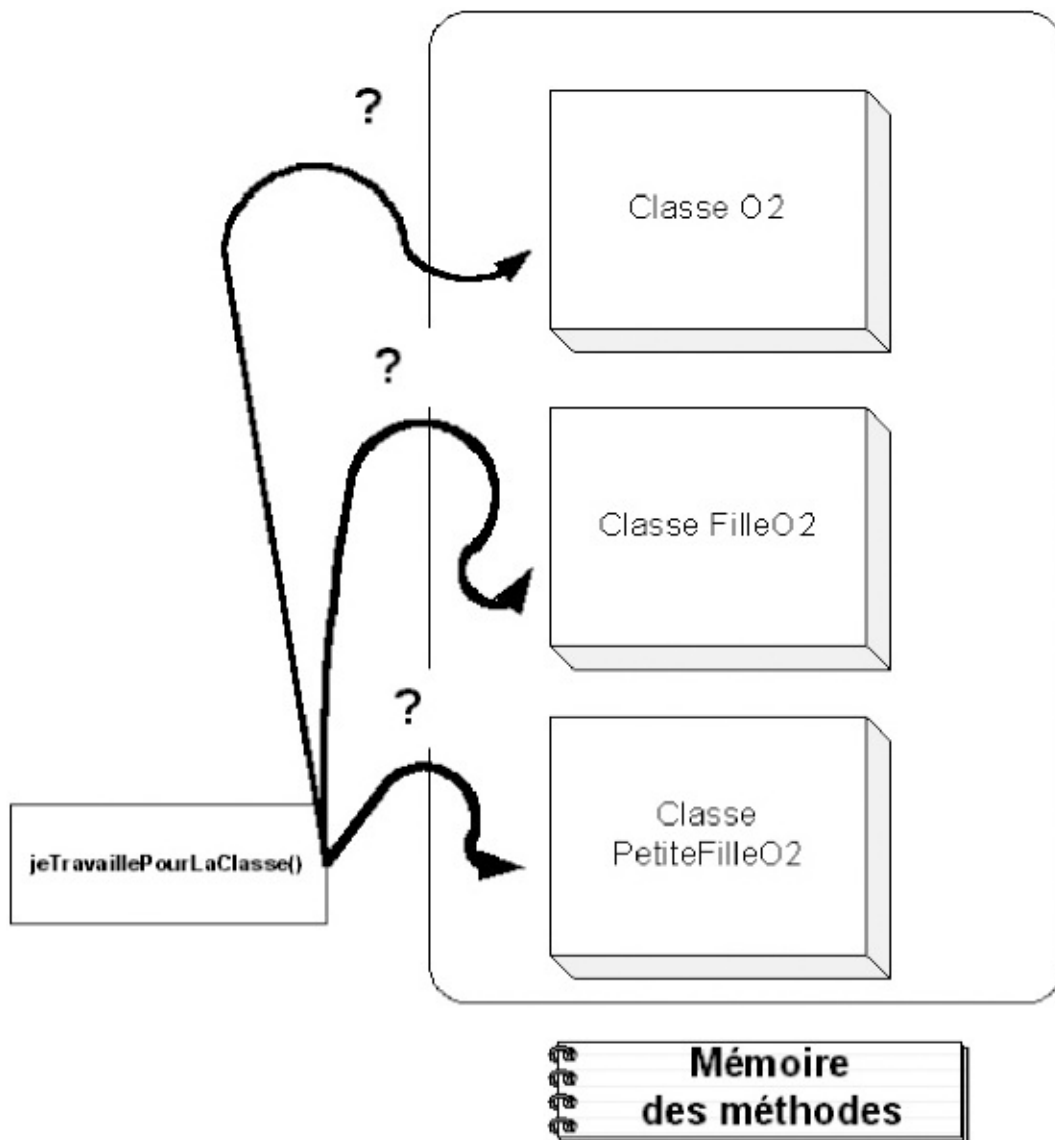 ?
Classe O2
?
Classe FilleO2
?
Classe
PetiteFilleO2
jeTravaillePourLaClasse()
Mémoire
des méthodes